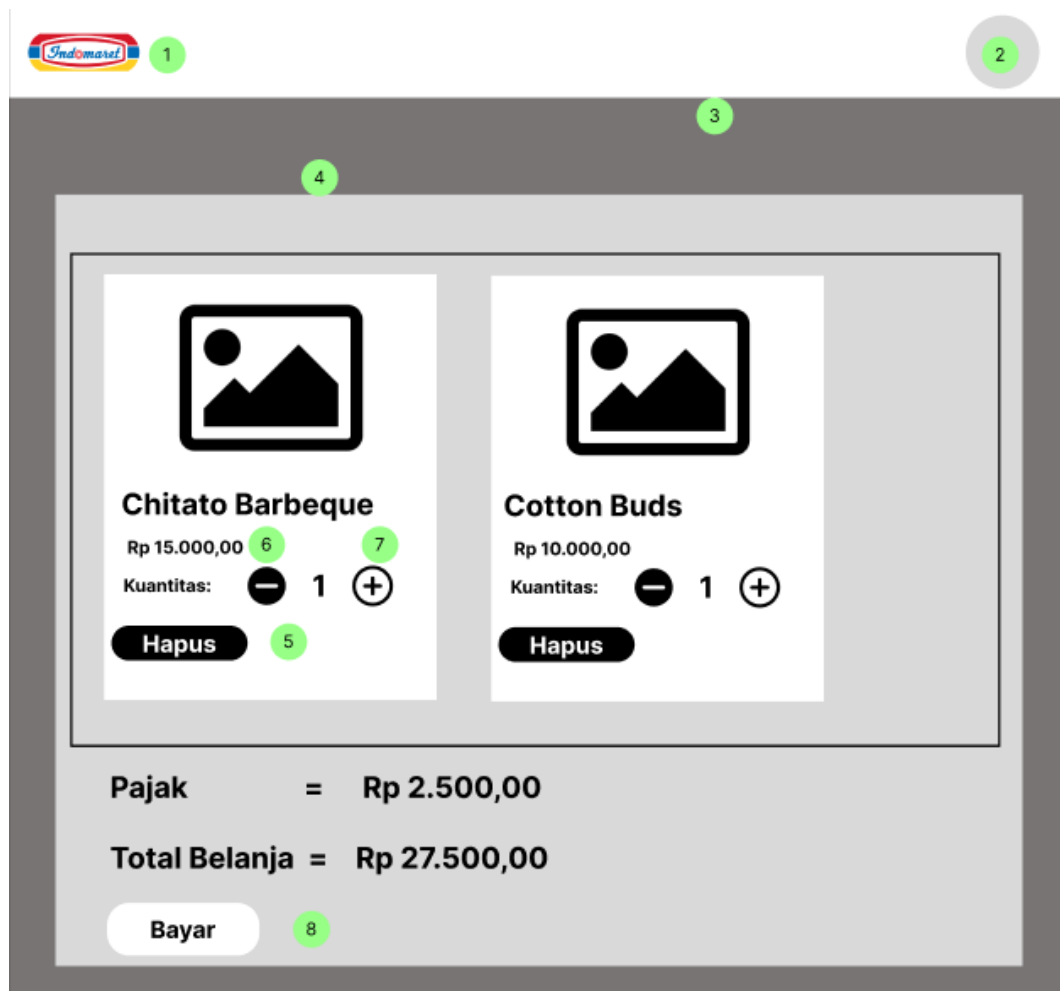 Indomaret 1
2
3
4
Chitato Barbeque
Rp 15.000,00 6 7
Kuantitas: 1
Hapus 5
Cotton Buds
Rp 10.000,00
Kuantitas: 1
Hapus
Pajak = Rp 2.500,00
Total Belanja = Rp 27.500,00
Bayar 8